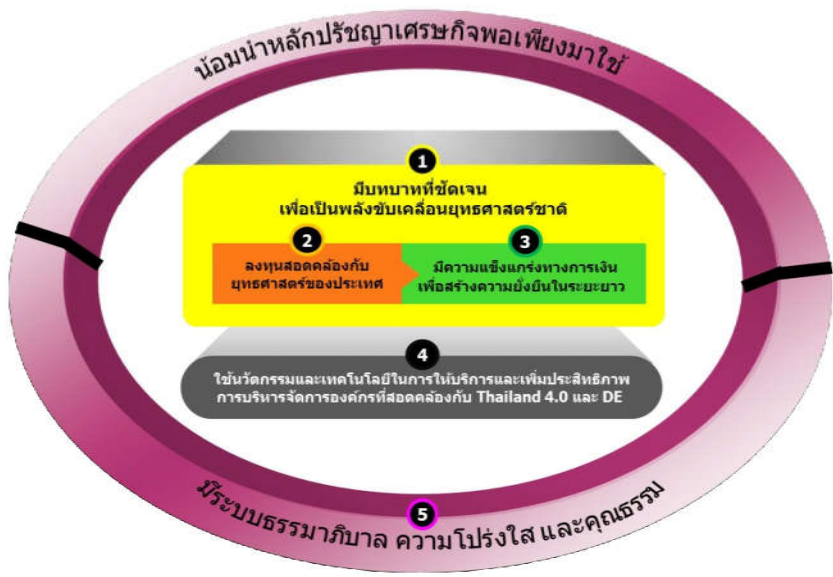 น้อมนำหลักปรัชญาเศรษฐกิจพอเพียงมาใช้
1
มีบทบาทที่ชัดเจน
เพื่อเป็นพลังขับเคลื่อนยุทธศาสตร์ชาติ
2
ลงทุนสอดคล้องกับ
ยุทธศาสตร์ของประเทศ
3
มีความแข็งแกร่งทางการเงิน
เพื่อสร้างความยั่งยืนในระยะยาว
4
ใช้นวัตกรรมและเทคโนโลยีในการให้บริการและเพิ่มประสิทธิภาพ
การบริหารจัดการองค์กรที่สอดคล้องกับ Thailand 4.0 และ DE
5
มีระบบธรรมาภิบาล ความโปร่งใส และคุณธรรม